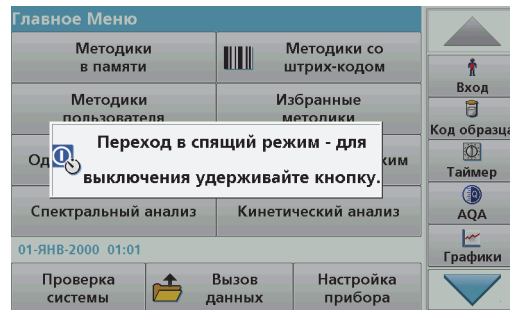 Главное Меню
Методики
в памяти
Методики со
штрих-кодом
Методики
пользователя
Избранные
методики
Од
ким
Переход в спящий режим - для
выключения удерживайте кнопку.
Спектральный анализ
Кинетический анализ
01-ЯНВ-2000 01:01
Проверка
системы
Вызов
данных
Настройка
прибора
Вход
Код образца
Таймер
AQA
Графики